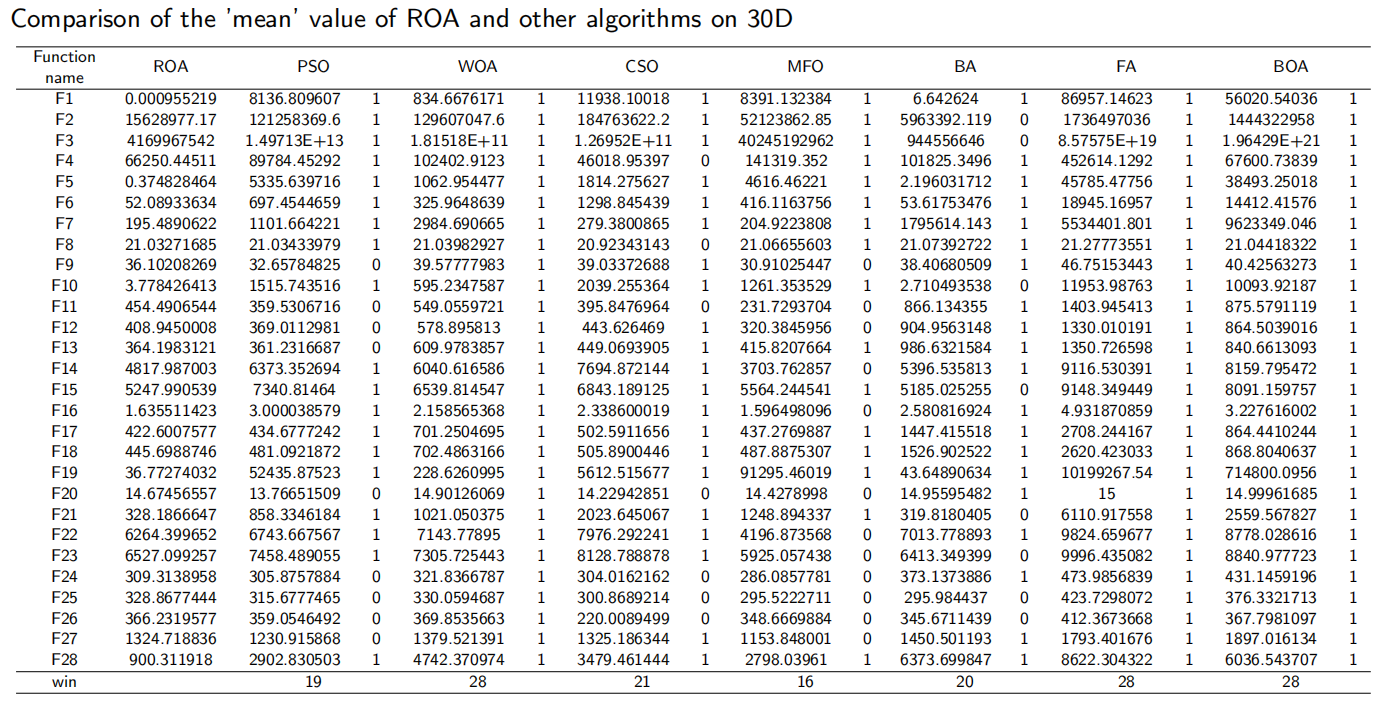 Comparison of the 'mean' value of ROA and other algorithms on 30D
Function name ROA PSO WOA CSO MFO BA FA BOA
F1 0.000955219 8136.809607 1 834.6676171 1 11938.10018 1 8391.132384 1 6.642624 1 86957.14623 1 56020.54036 1
F2 15628977.17 121258369.6 1 129607047.6 1 184763622.2 1 52123862.85 1 5963392.119 0 1736497036 1 1444322958 1
F3 4169967542 1.49713E+13 1 1.81518E+11 1 1.26952E+11 1 40245192962 1 944556646 0 8.57575E+19 1 1.96429E+21 1
F4 66250.44511 89784.45292 1 102402.9123 1 46018.95397 0 141319.352 1 101825.3496 1 452614.1292 1 67600.73839 1
F5 0.374828464 5335.639716 1 1062.954477 1 1814.275627 1 4616.46221 1 2.196031712 1 45785.47756 1 38493.25018 1
F6 52.08933634 697.4544659 1 325.9648639 1 1298.845439 1 416.1163756 1 53.61753476 1 18945.16957 1 14412.41576 1
F7 195.4890622 1101.664221 1 2984.690665 1 279.3800865 1 204.9223808 1 1795614.143 1 5534401.801 1 9623349.046 1
F8 21.03271685 21.03433979 1 21.03982927 1 20.92343143 0 21.06655603 1 21.07392722 1 21.27773551 1 21.04418322 1
F9 36.10208269 32.65784825 0 39.57777983 1 39.03372688 1 30.91025447 0 38.40680509 1 46.75153443 1 40.42563273 1
F10 3.778426413 1515.743516 1 595.2347587 1 2039.255364 1 1261.353529 1 2.710493538 0 11953.98763 1 10093.92187 1
F11 454.4906544 359.5306716 0 549.0559721 1 395.8476964 0 231.7293704 0 866.134355 1 1403.945413 1 875.5791119 1
F12 408.9450008 369.0112981 0 578.895813 1 443.626469 1 320.3845956 0 904.9563148 1 1330.010191 1 864.5039016 1
F13 364.1983121 361.2316687 0 609.9783857 1 449.0693905 1 415.8207664 1 986.6321584 1 1350.726598 1 840.6613093 1
F14 4817.987003 6373.352694 1 6040.616586 1 7694.872144 1 3703.762857 0 5396.535813 1 9116.530391 1 8159.795472 1
F15 5247.990539 7340.81464 1 6539.814547 1 6843.189125 1 5564.244541 1 5185.025255 0 9148.349449 1 8091.159757 1
F16 1.635511423 3.000038579 1 2.158565368 1 2.338600019 1 1.596498096 0 2.580816924 1 4.931870859 1 3.227616002 1
F17 422.6007577 434.6777242 1 701.2504695 1 502.5911656 1 437.2769887 1 1447.415518 1 2708.244167 1 864.4410244 1
F18 445.6988746 481.0921872 1 702.4863166 1 505.8900446 1 487.8875307 1 1526.902522 1 2620.423033 1 868.8040637 1
F19 36.77274032 52435.87523 1 228.6260995 1 5612.515677 1 91295.46019 1 43.64890634 1 10199267.54 1 714800.0956 1
F20 14.67456557 13.76651509 0 14.90126069 1 14.22942851 0 14.4278998 0 14.95595482 1 15 1 14.99961685 1
F21 328.1866647 858.3346184 1 1021.050375 1 2023.645067 1 1248.894337 1 319.8180405 0 6110.917558 1 2559.567827 1
F22 6264.399652 6743.667567 1 7143.77895 1 7976.292241 1 4196.873568 0 7013.778893 1 9824.659677 1 8778.028616 1
F23 6527.099257 7458.489055 1 7305.725443 1 8128.788878 1 5925.057438 0 6413.349399 0 9996.435082 1 8840.977723 1
F24 309.3138958 305.8757884 0 321.8366787 1 304.0162162 0 286.0857781 0 373.1373886 1 473.9856839 1 431.1459196 1
F25 328.8677444 315.6777465 0 330.0594687 1 300.8689214 0 295.5222711 0 295.984437 0 423.7298072 1 376.3321713 1
F26 366.2319577 359.0546492 0 369.8535663 1 220.0089499 0 348.6669884 0 345.6711439 0 412.3673668 1 367.7981097 1
F27 1324.718836 1230.915868 0 1379.521391 1 1325.186344 1 1153.848001 0 1450.501193 1 1793.401676 1 1897.016134 1
F28 900.311918 2902.830503 1 4742.370974 1 3479.461444 1 2798.03961 1 6373.699847 1 8622.304322 1 6036.543707 1
win 19 28 21 16 20 28 28